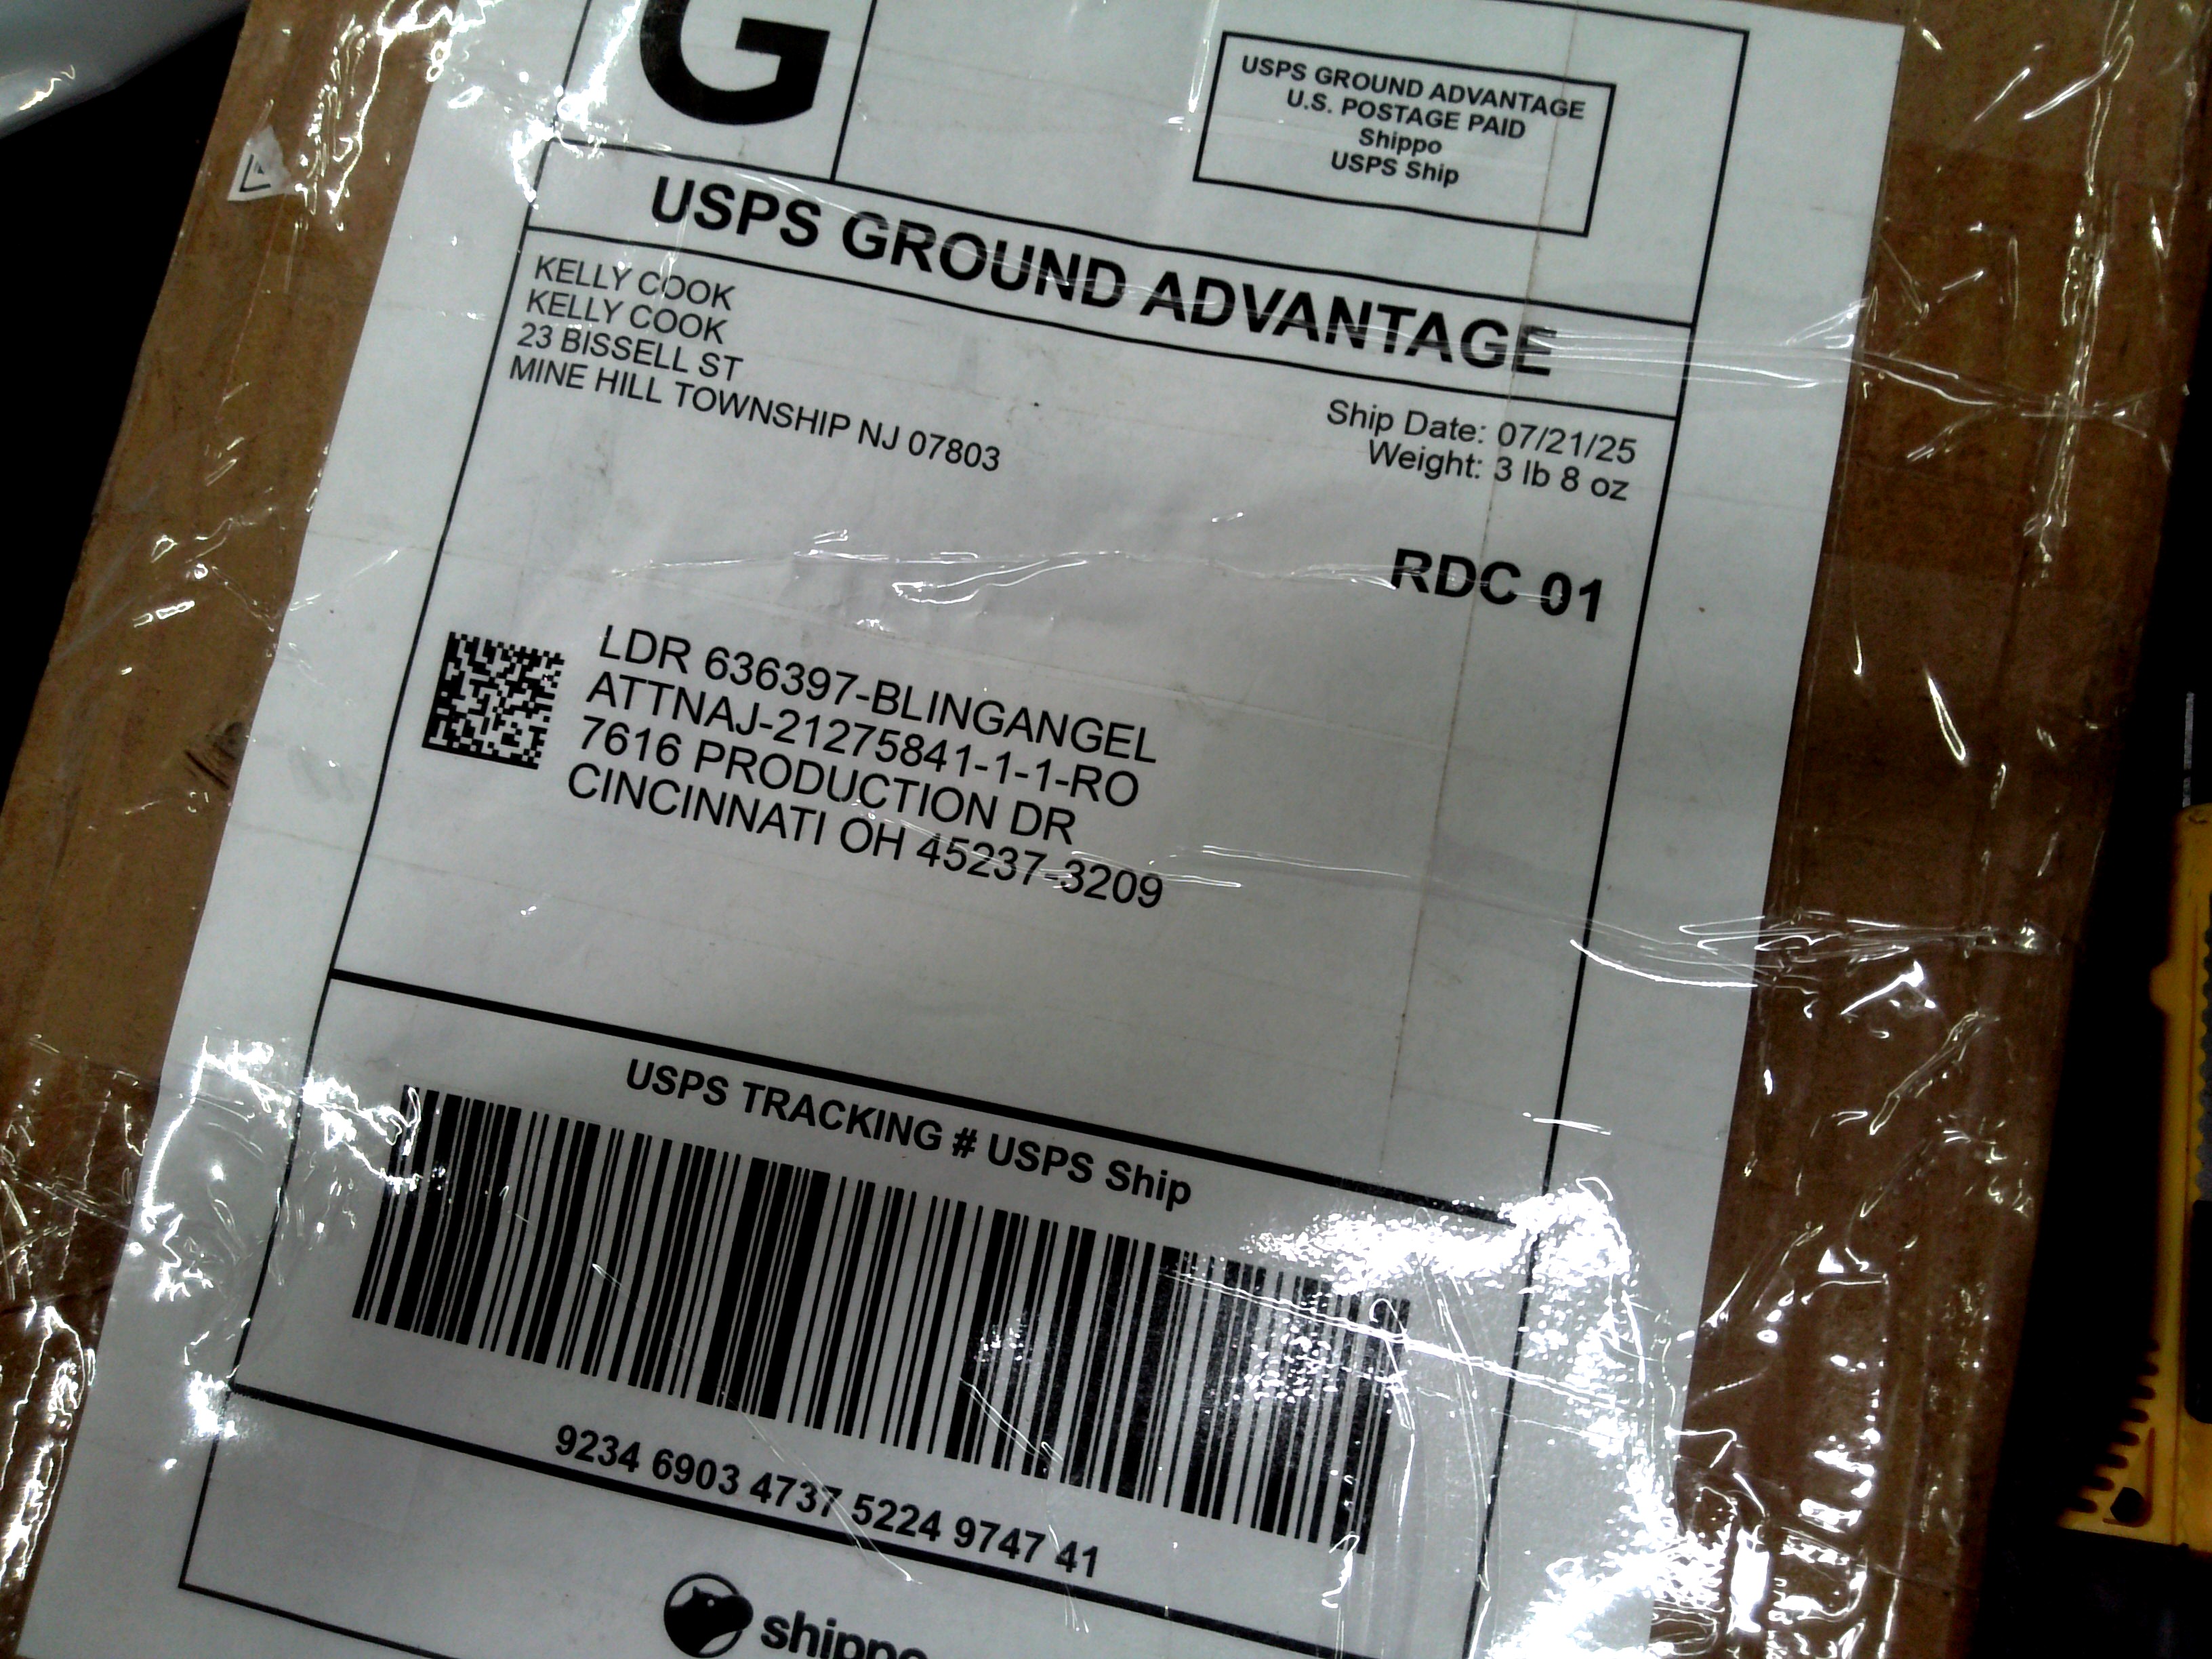 G
USPS GROUND ADVANTAGE
U.S. POSTAGE PAID
Shippo
USPS Ship
USPS GROUND ADVANTAGE
KELLY COOK
KELLY COOK
23 BISSELL ST
MINE HILL TOWNSHIP NJ 07803
Ship Date: 07/21/25
Weight: 3 lb 8 oz
RDC 01
LDR 636397-BLINGANGEL
ATTNAJ-21275841-1-1-RO
7616 PRODUCTION DR
CINCINNATI OH 45237-3209
USPS TRACKING # USPS Ship
9234 6903 4737 5224 9747 41
shippo